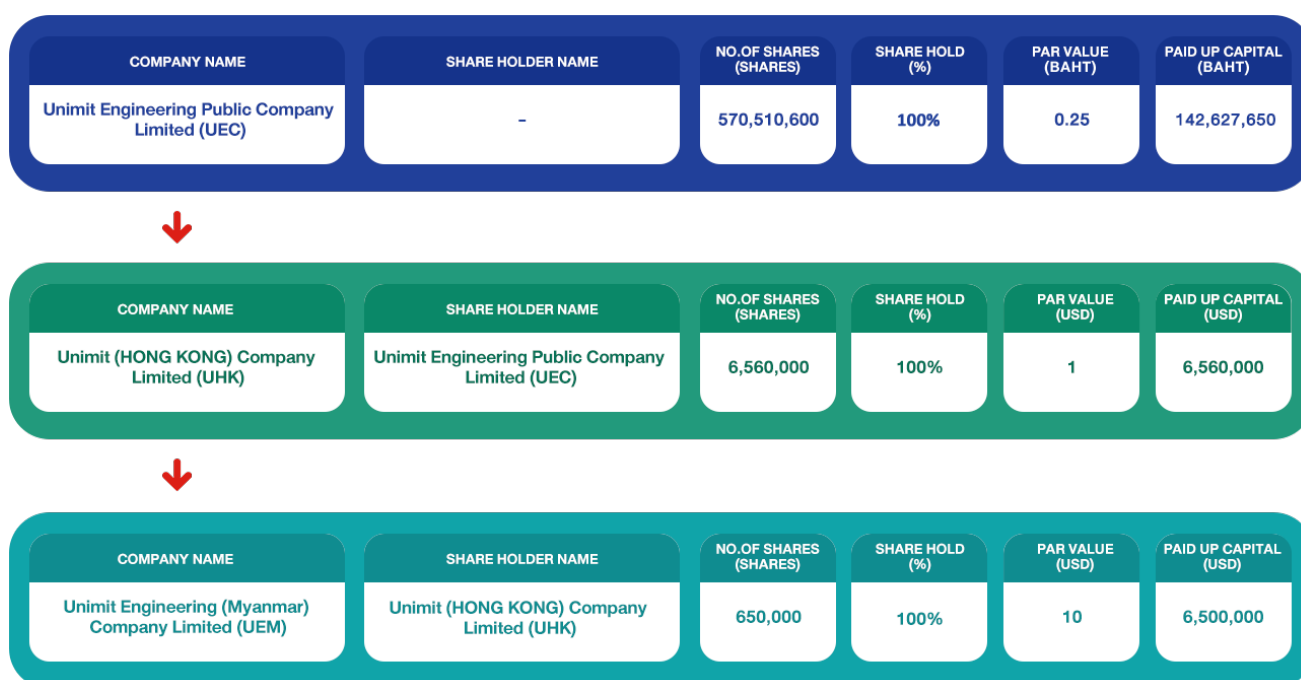 COMPANY NAME
SHARE HOLDER NAME
NO.OF SHARES
(SHARES)
SHARE HOLD
(%)
PAR VALUE
(BAHT)
PAID UP CAPITAL
(BAHT)
Unimit Engineering Public Company
Limited (UEC)
-
570,510,600
100%
0.25
142,627,650
COMPANY NAME
SHARE HOLDER NAME
NO.OF SHARES
(SHARES)
SHARE HOLD
(%)
PAR VALUE
(USD)
PAID UP CAPITAL
(USD)
Unimit (HONG KONG) Company
Limited (UHK)
Unimit Engineering Public Company
Limited (UEC)
6,560,000
100%
1
6,560,000
COMPANY NAME
SHARE HOLDER NAME
NO.OF SHARES
(SHARES)
SHARE HOLD
(%)
PAR VALUE
(USD)
PAID UP CAPITAL
(USD)
Unimit Engineering (Myanmar)
Company Limited (UEM)
Unimit (HONG KONG) Company
Limited (UHK)
650,000
100%
10
6,500,000